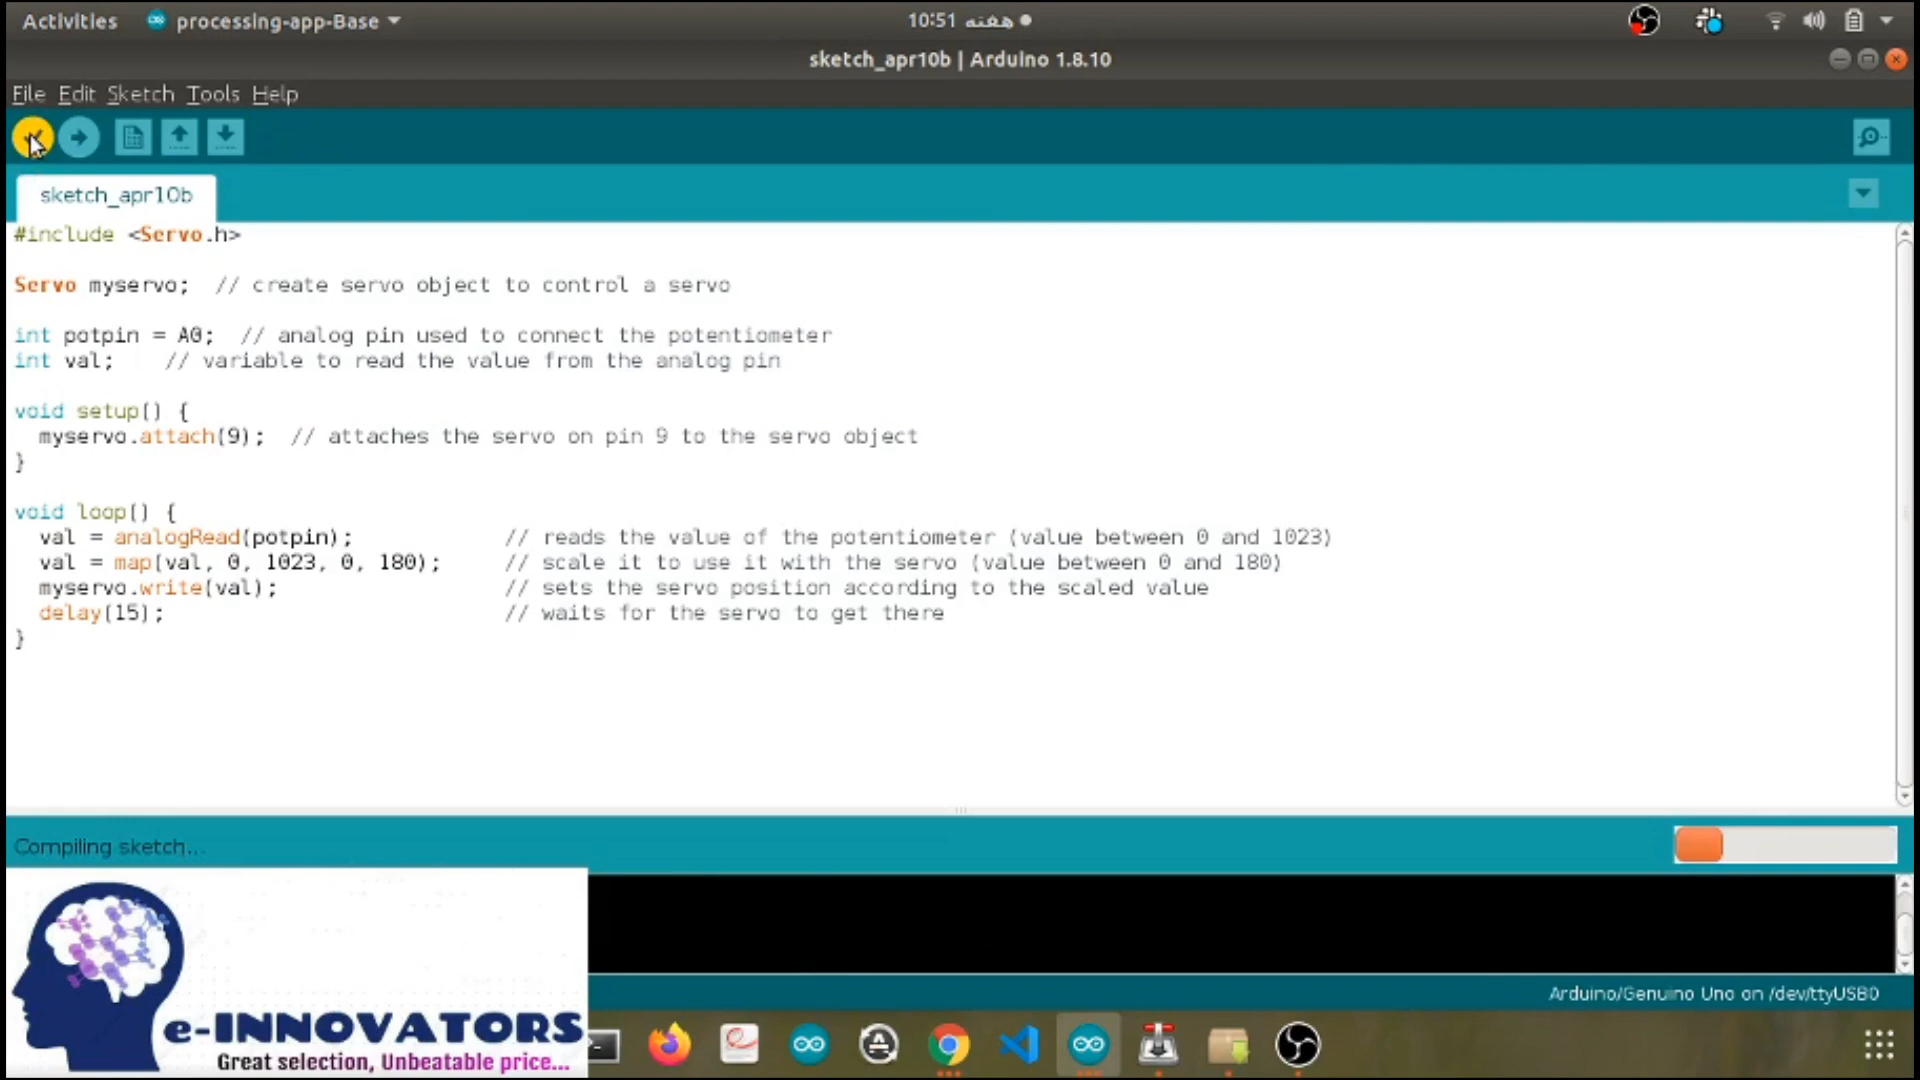 Activities processing-app-Base 10:51 هفته
sketch_apr10b | Arduino 1.8.10
File Edit Sketch Tools Help
sketch_apr10b
#include <Servo.h>
Servo myservo;  // create servo object to control a servo
int potpin = A0;  // analog pin used to connect the potentiometer
int val;    // variable to read the value from the analog pin
void setup() {
  myservo.attach(9);  // attaches the servo on pin 9 to the servo object
}
void loop() {
  val = analogRead(potpin);            // reads the value of the potentiometer (value between 0 and 1023)
  val = map(val, 0, 1023, 0, 180);     // scale it to use it with the servo (value between 0 and 180)
  myservo.write(val);                  // sets the servo position according to the scaled value
  delay(15);                           // waits for the servo to get there
}
Compiling sketch...
Arduino/Genuino Uno on /dev/ttyUSB0
e-INNOVATORS
Great selection, Unbeatable price...